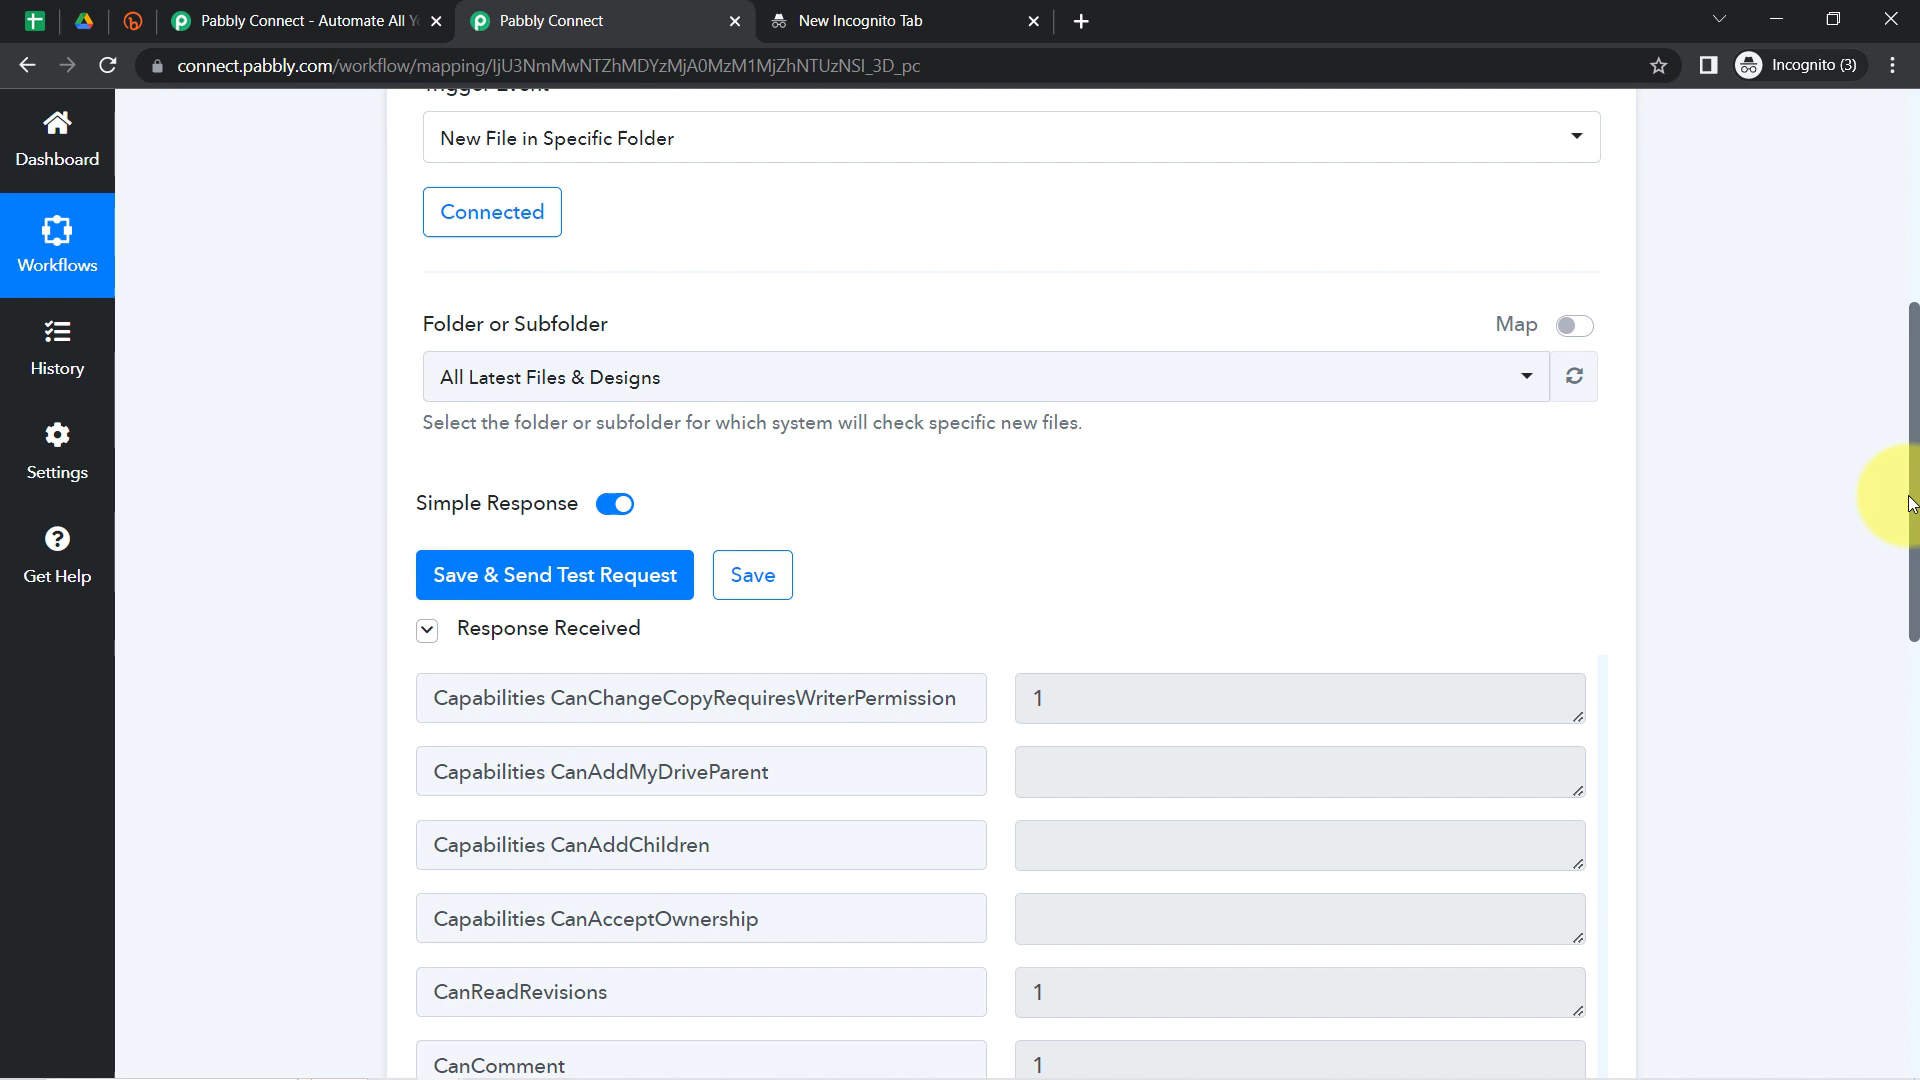 Pabbly Connect - Automate All Y
Pabbly Connect
New Incognito Tab
connect.pabbly.com/workflow/mapping/IjU3NmMwNTZhMDYzMjA0MzM1MjZhNTUzNSI_3D_pc
Incognito (3)
Dashboard
Workflows
History
Settings
Get Help
Trigger Event
New File in Specific Folder
Connected
Folder or Subfolder
Map
All Latest Files & Designs
Select the folder or subfolder for which system will check specific new files.
Simple Response
Save & Send Test Request
Save
Response Received
Capabilities CanChangeCopyRequiresWriterPermission
1
Capabilities CanAddMyDriveParent
Capabilities CanAddChildren
Capabilities CanAcceptOwnership
CanReadRevisions
1
CanComment
1